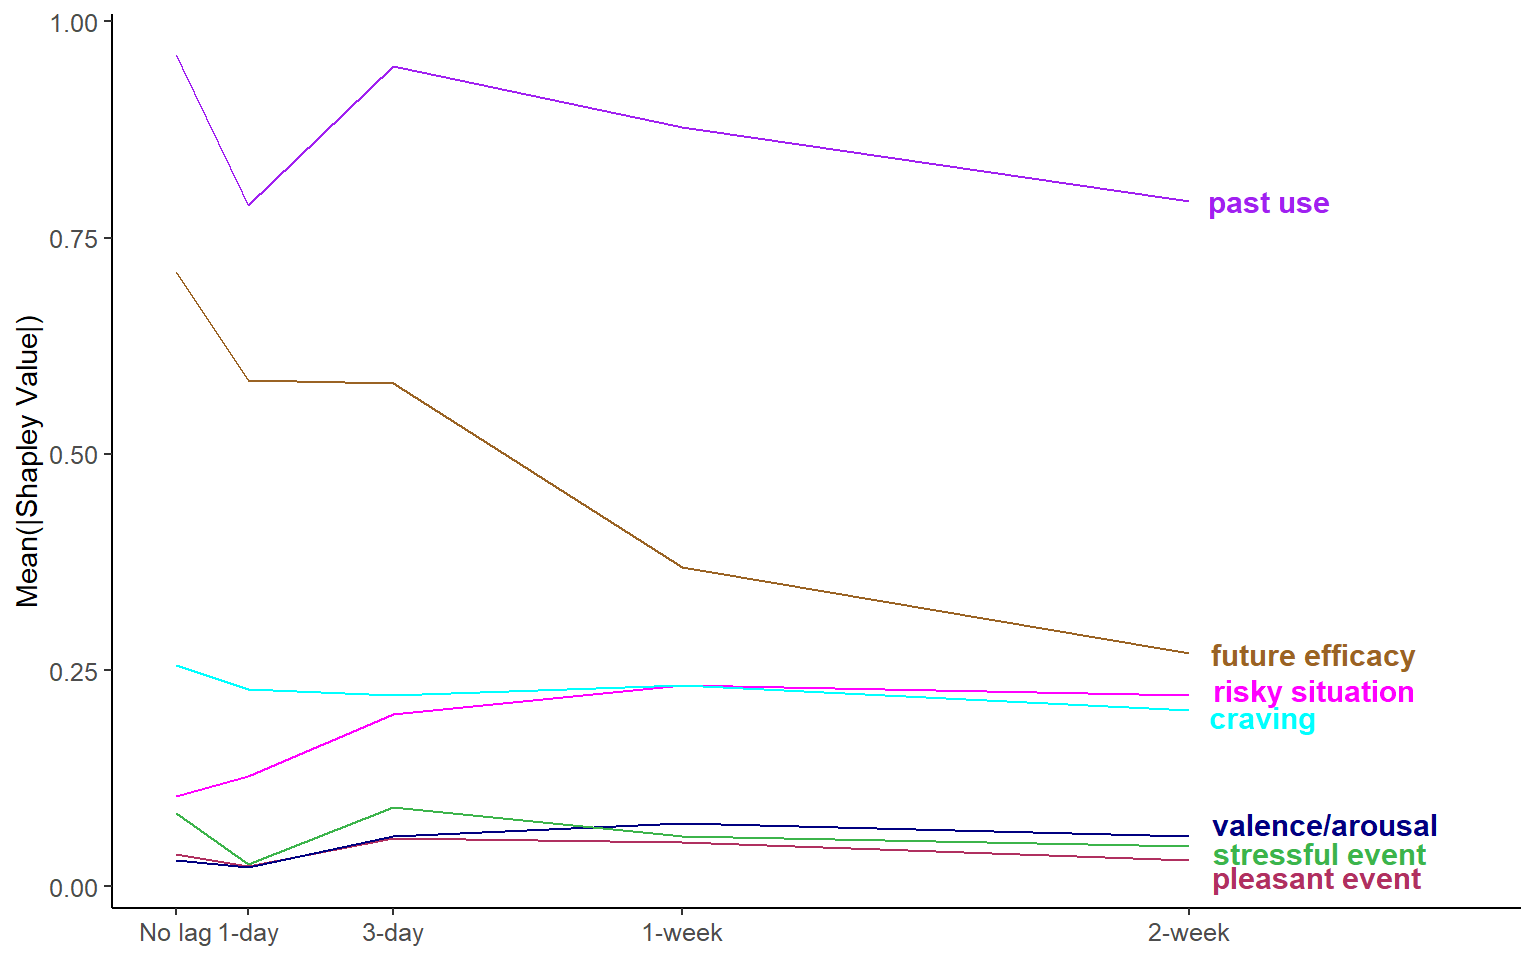 1.00
0.75
0.50
0.25
0.00
Mean(|Shapley Value|)
past use
future efficacy
risky situation
craving
valence/arousal
stressful event
pleasant event
No lag 1-day 3-day 1-week 2-week